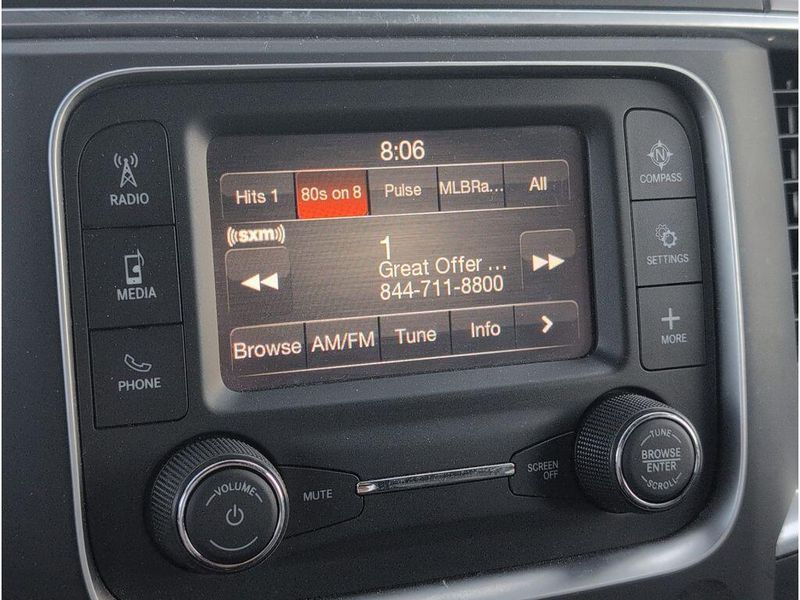 8:06
Hits 1 80s on 8 Pulse MLBRa... All
((sxm))
1
Great Offer ...
844-711-8800
Browse AM/FM Tune Info >
RADIO
MEDIA
PHONE
N
COMPASS
SETTINGS
MORE
VOLUME
MUTE
SCREEN
OFF
TUNE
BROWSE
ENTER
SCROLL